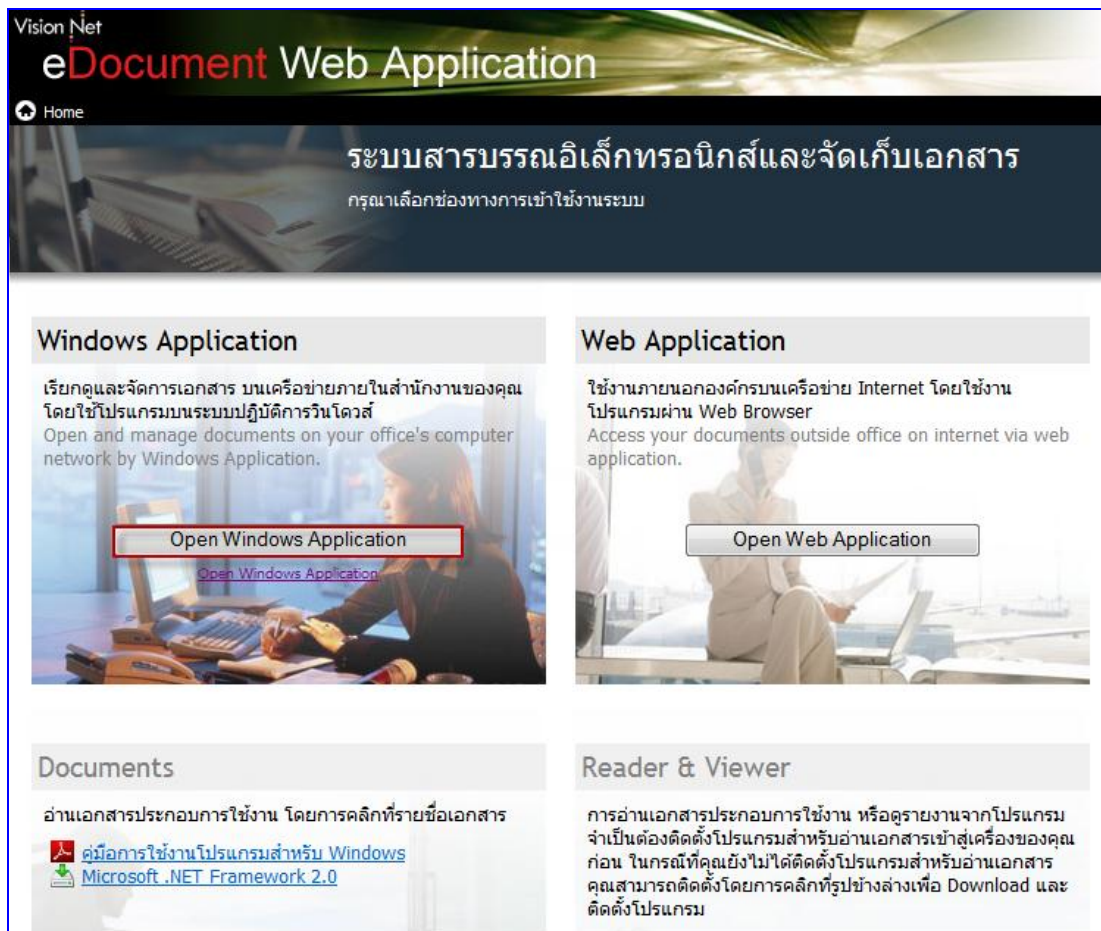 Vision Net
eDocument Web Application
Home
ระบบสารบรรณอิเล็กทรอนิกส์และจัดเก็บเอกสาร
กรุณาเลือกช่องทางการเข้าใช้งานระบบ
Windows Application
เรียกดูและจัดการเอกสาร บนเครือข่ายภายในสำนักงานของคุณ
โดยใช้โปรแกรมบนระบบปฏิบัติการวินโดวส์
Open and manage documents on your office's computer
network by Windows Application.
Open Windows Application
Open Windows Application
Web Application
ใช้งานภายนอกองค์กรบนเครือข่าย Internet โดยใช้งาน
โปรแกรมผ่าน Web Browser
Access your documents outside office on internet via web
application.
Open Web Application
Documents
อ่านเอกสารประกอบการใช้งาน โดยการคลิกที่รายชื่อเอกสาร
คู่มือการใช้งานโปรแกรมสำหรับ Windows
Microsoft .NET Framework 2.0
Reader & Viewer
การอ่านเอกสารประกอบการใช้งาน หรือดูรายงานจากโปรแกรม
จำเป็นต้องติดตั้งโปรแกรมสำหรับอ่านเอกสารเข้าสู่เครื่องของคุณ
ก่อน ในกรณีที่คุณยังไม่ได้ติดตั้งโปรแกรมสำหรับอ่านเอกสาร
คุณสามารถติดตั้งโดยการคลิกที่รูปข้างล่างเพื่อ Download และ
ติดตั้งโปรแกรม